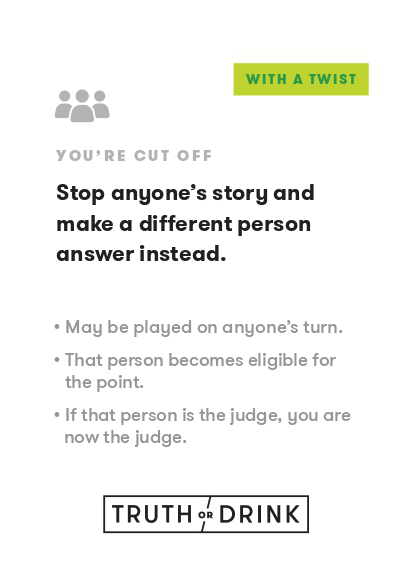 WITH A TWIST
YOU'RE CUT OFF
Stop anyone's story and
make a different person
answer instead.
• May be played on anyone's turn.
• That person becomes eligible for
the point.
• If that person is the judge, you are
now the judge.
TRUTH OR DRINK